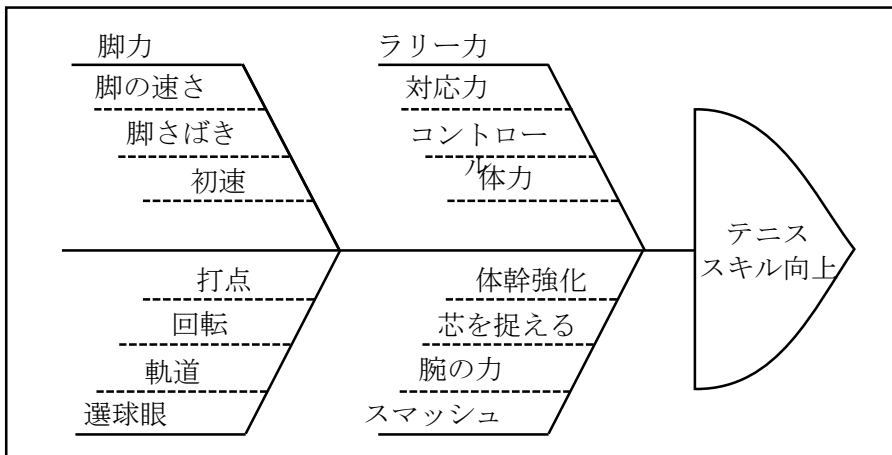 脚力
脚の速さ
脚さばき
初速
ラリー力
対応力
コントロー
ル
体力
テニス
スキル向上
打点
回転
軌道
選球眼
体幹強化
芯を捉える
腕の力
スマッシュ